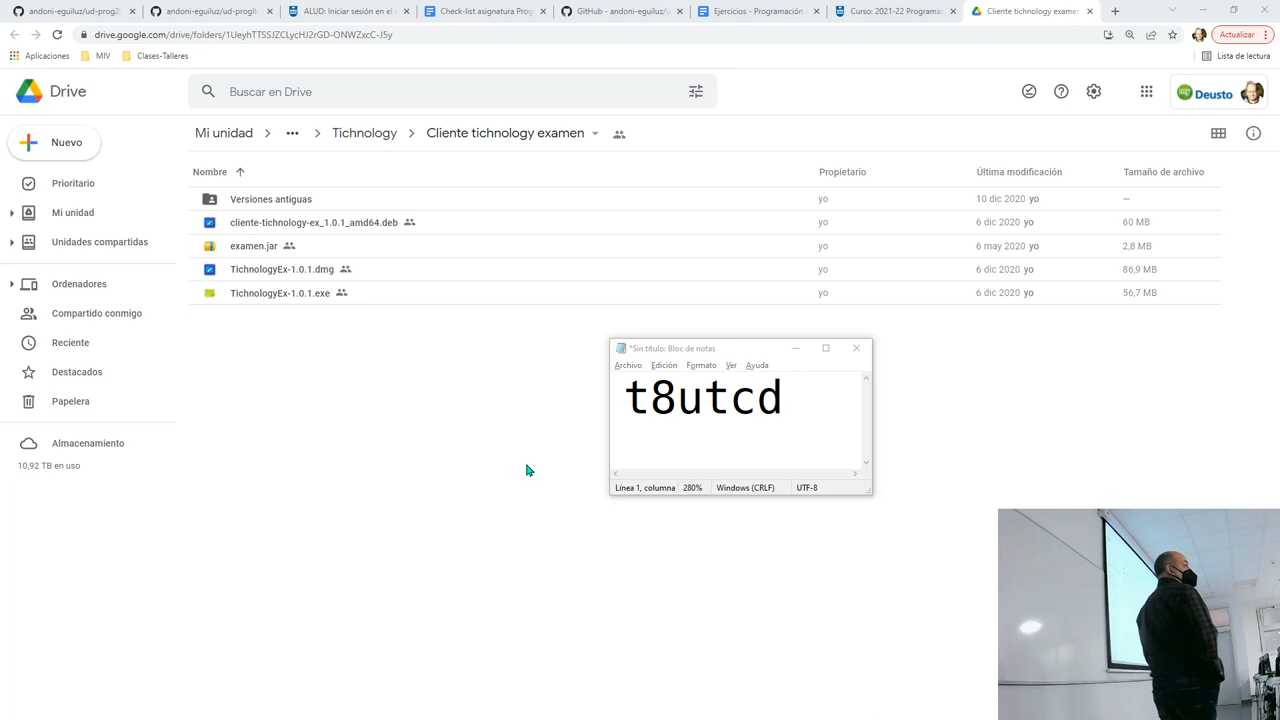 andoni-eguiluz/ud-prog2
andoni-eguiluz/ud-progII
ALUD: Iniciar sesión en el
Check-list asignatura Prog
GitHub - andoni-eguiluz/u
Ejercicios - Programación
Curso: 2021-22 Programa
Cliente tichnology examen
drive.google.com/drive/folders/1UeyhTTSSJZCLycHJ2rGD-ONWZxcC-J5y
Actualizar
Aplicaciones
MIV
Clases-Talleres
Lista de lectura
Drive
Buscar en Drive
Deusto
Nuevo
Mi unidad
Tichnology
Cliente tichnology examen
Nombre
Propietario
Última modificación
Tamaño de archivo
Prioritario
Mi unidad
Unidades compartidas
Ordenadores
Compartido conmigo
Reciente
Destacados
Papelera
Almacenamiento
10,92 TB en uso
Versiones antiguas yo 10 dic 2020 yo —
cliente-tichnology-ex_1.0.1_amd64.deb yo 6 dic 2020 yo 60 MB
examen.jar yo 6 may 2020 yo 2,8 MB
TichnologyEx-1.0.1.dmg yo 6 dic 2020 yo 86,9 MB
TichnologyEx-1.0.1.exe yo 6 dic 2020 yo 56,7 MB
*Sin título: Bloc de notas
Archivo Edición Formato Ver Ayuda
t8utcd
Línea 1, columna 280% Windows (CRLF) UTF-8